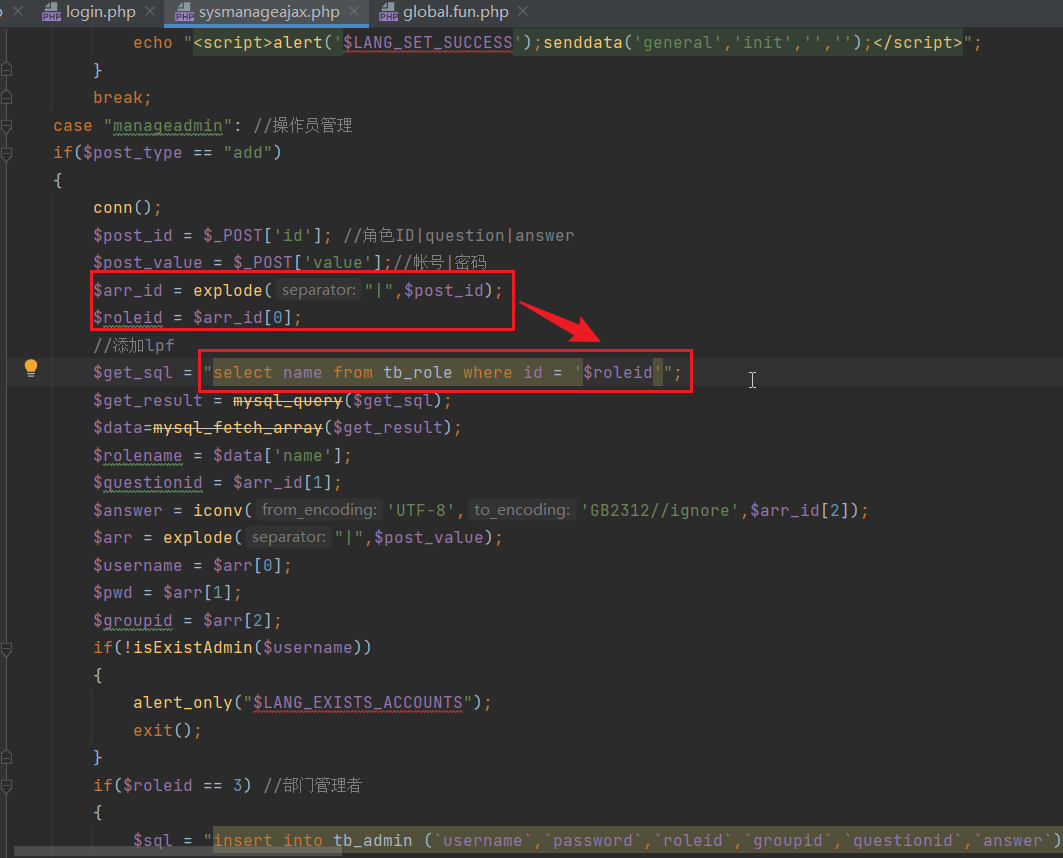 login.php sysmanageajax.php global.fun.php
echo "<script>alert('$LANG_SET_SUCCESS');senddata('general','init','','');</script>";
}
break;
case "manageadmin": //操作员管理
if($post_type == "add")
{
conn();
$post_id = $_POST['id']; //角色ID|question|answer
$post_value = $_POST['value'];//帐号|密码
$arr_id = explode( separator: "|",$post_id);
$roleid = $arr_id[0];
//添加lpf
$get_sql = "select name from tb_role where id = '$roleid'";
$get_result = mysql_query($get_sql);
$data=mysql_fetch_array($get_result);
$rolename = $data['name'];
$questionid = $arr_id[1];
$answer = iconv( from_encoding: 'UTF-8', to_encoding: 'GB2312//ignore',$arr_id[2]);
$arr = explode( separator: "|",$post_value);
$username = $arr[0];
$pwd = $arr[1];
$groupid = $arr[2];
if(!isExistAdmin($username))
{
alert_only("$LANG_EXISTS_ACCOUNTS");
exit();
}
if($roleid == 3) //部门管理者
{
$sql = "insert into tb_admin (`username`,`password`,`roleid`,`groupid`,`questionid`,`answer`)